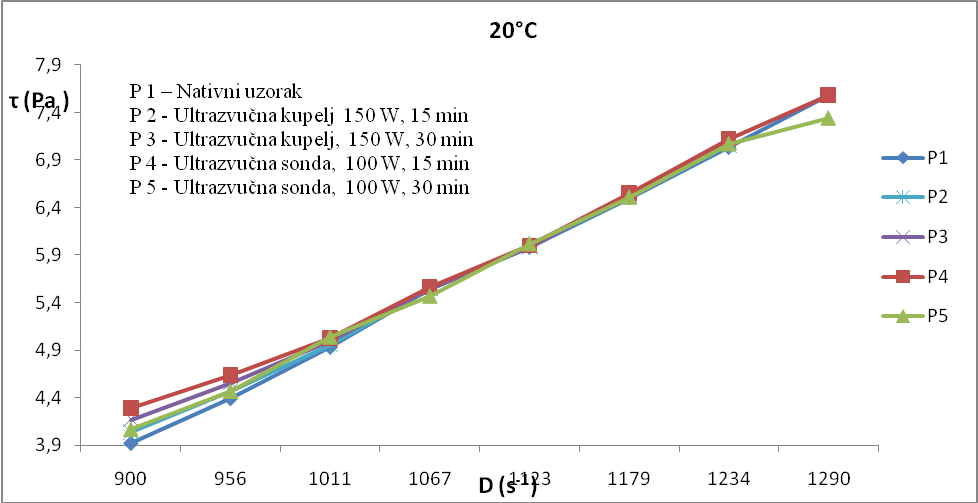 20°C
τ (Pa )
P 1 – Nativni uzorak
P 2 - Ultrazvučna kupelj 150 W, 15 min
P 3 - Ultrazvučna kupelj, 150 W, 30 min
P 4 - Ultrazvučna sonda, 100 W, 15 min
P 5 - Ultrazvučna sonda, 100 W, 30 min
7,9
7,4
6,9
6,4
5,9
5,4
4,9
4,4
3,9
900 956 1011 1067 1123 1179 1234 1290
D (s⁻¹)
P1
P2
P3
P4
P5